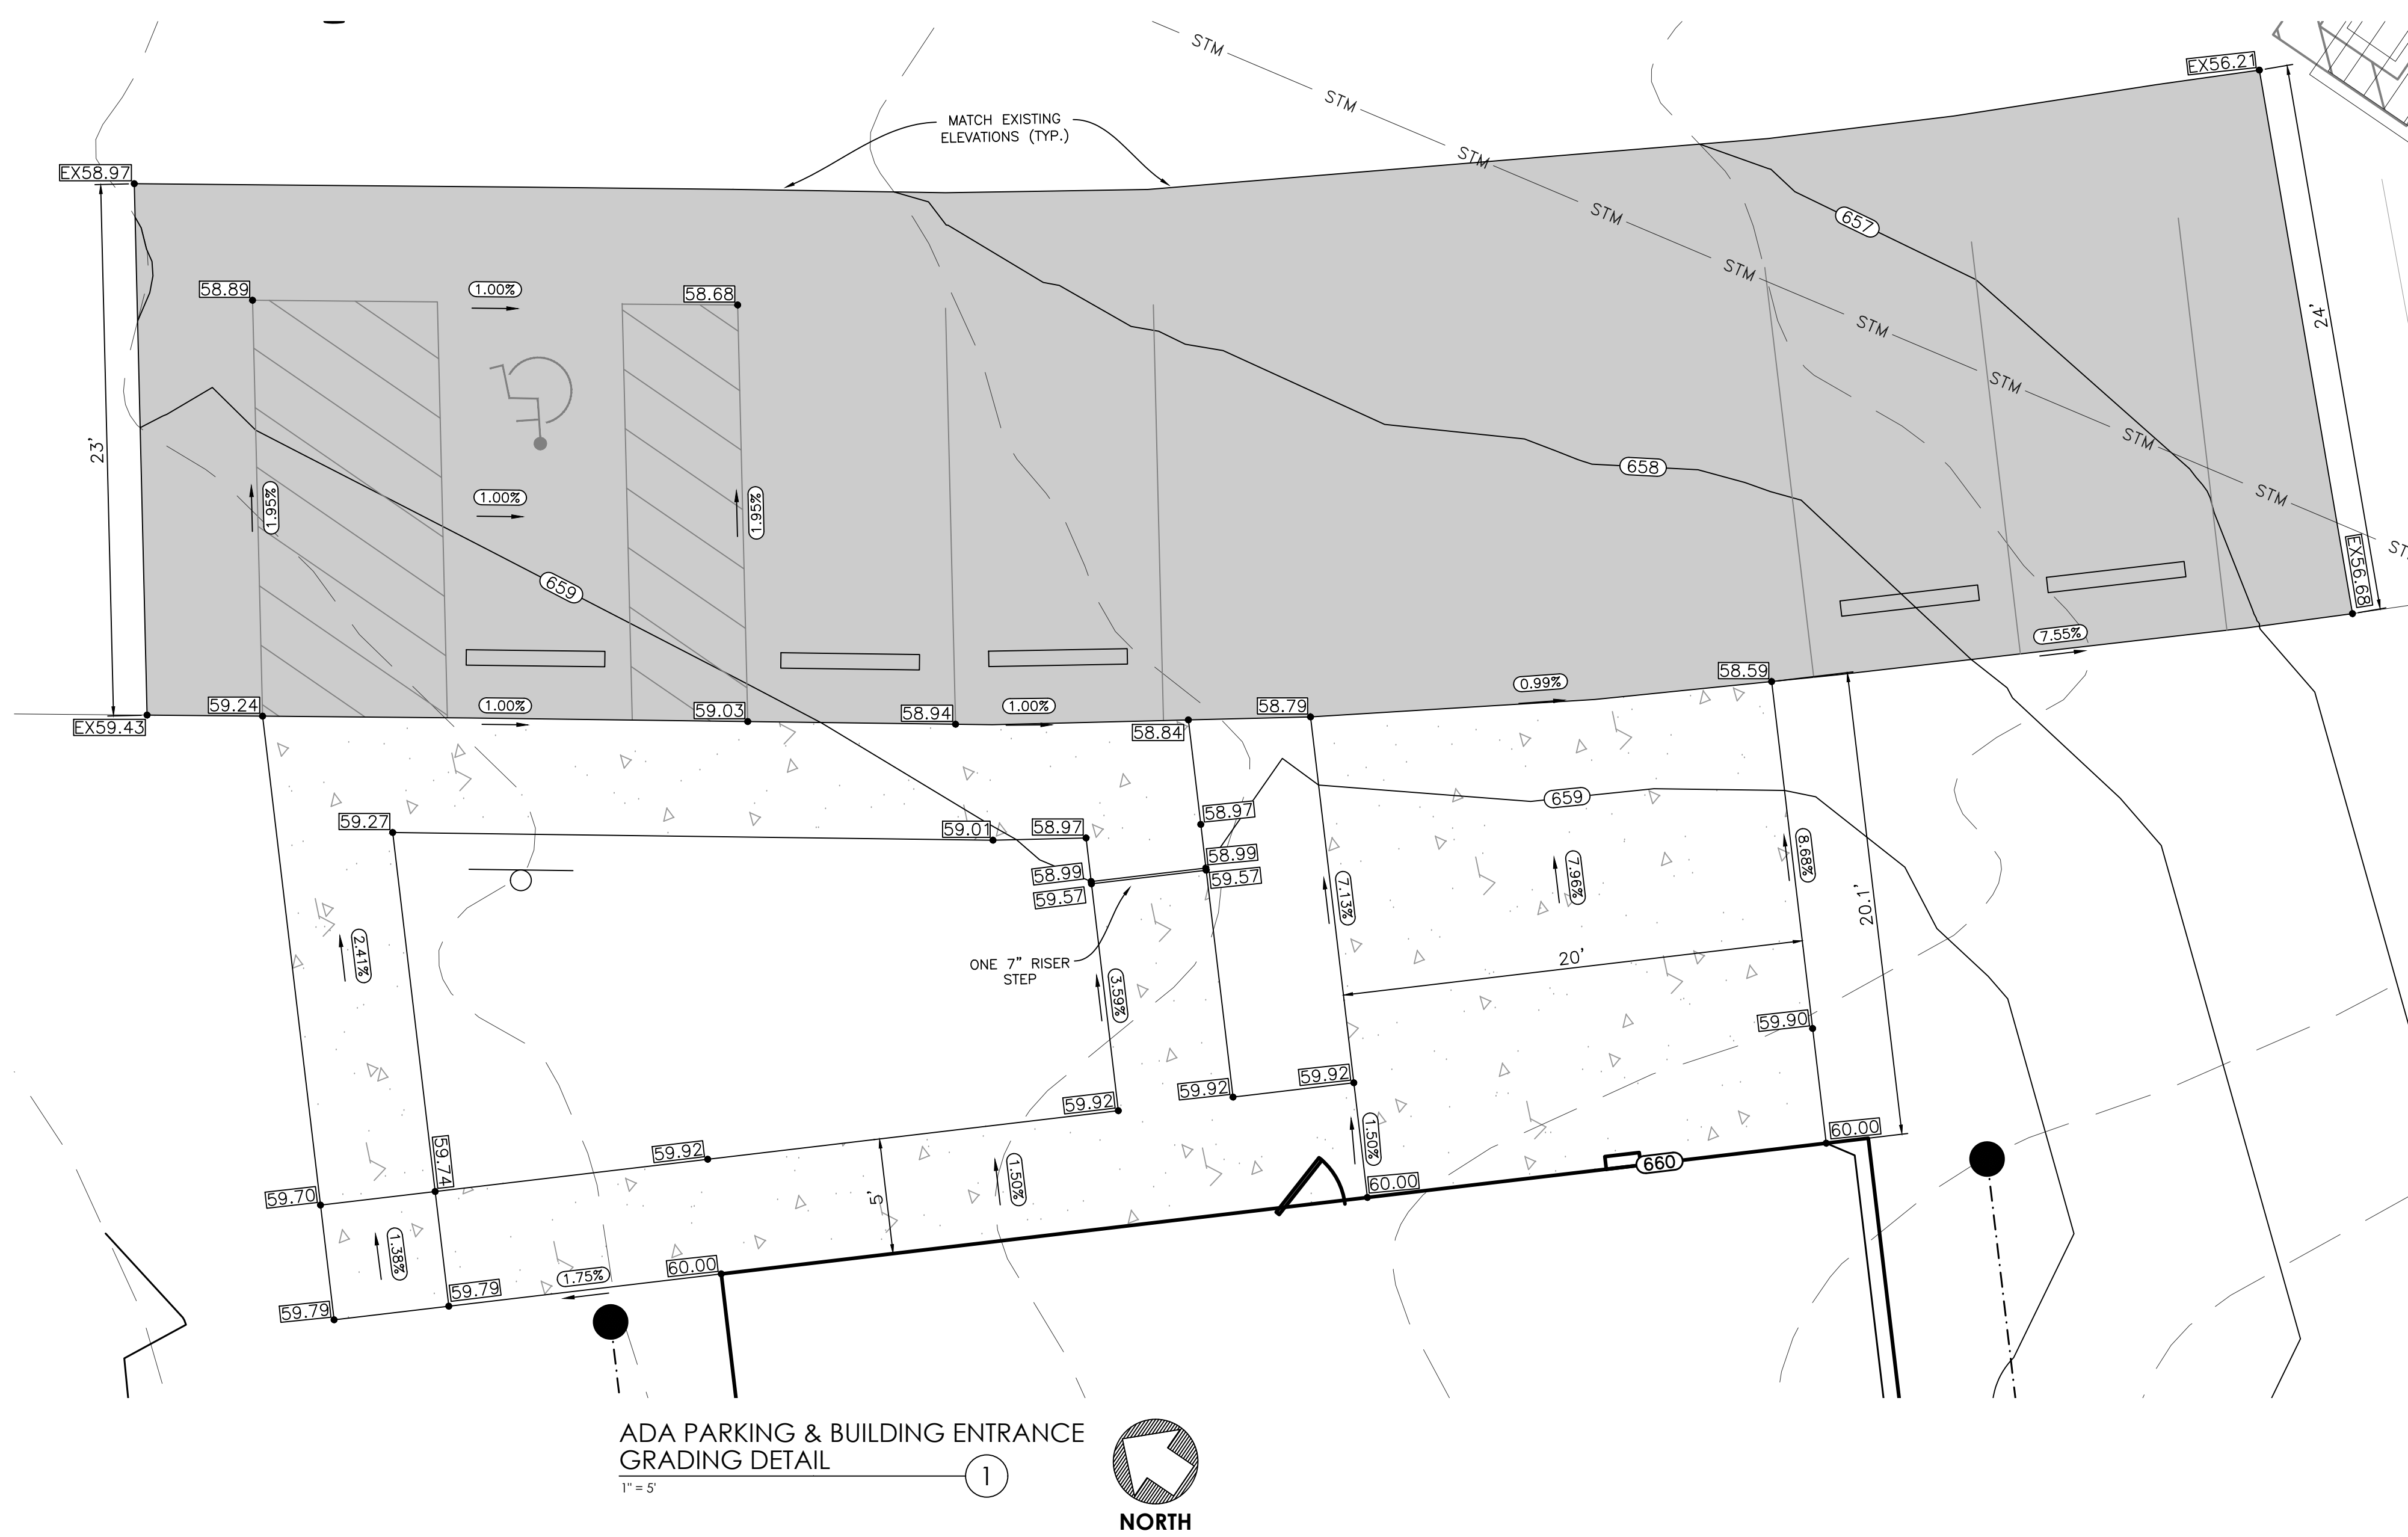 STM
STM
STM
STM
STM
STM
STM
STM
STM
ST
EX56.21
MATCH EXISTING
ELEVATIONS (TYP.)
EX58.97
657
58.89
1.00%
58.68
24'
23'
658
1.00%
1.95%
1.95%
659
EX56.68
7.55%
59.24
1.00%
59.03
58.94
1.00%
58.84
58.79
0.99%
58.59
EX59.43
659
58.97
59.27
59.01
58.97
58.99
58.99
59.57
59.57
8.68%
7.96%
7.13%
20.1'
2.41%
ONE 7" RISER
STEP
3.59%
20'
59.90
59.92
59.92
59.92
59.92
59.74
59.70
1.50%
1.50%
60.00
660
60.00
5'
1.38%
1.75%
60.00
59.79
59.79
ADA PARKING & BUILDING ENTRANCE
GRADING DETAIL
1
1" = 5'
NORTH